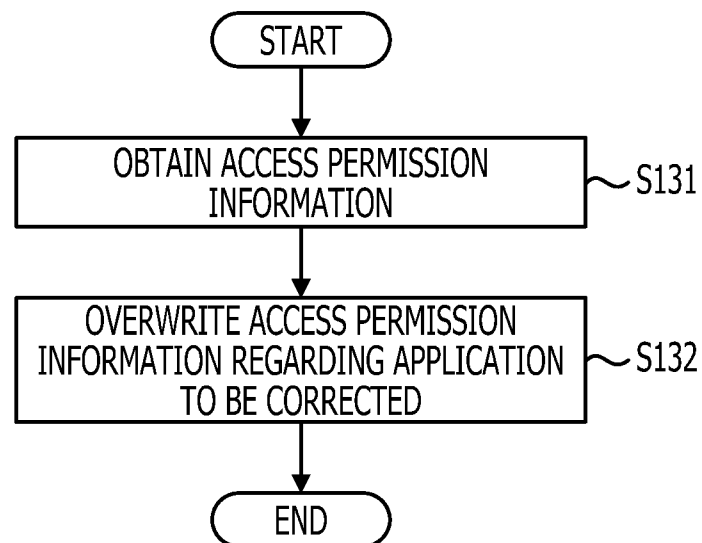 START
OBTAIN ACCESS PERMISSION
INFORMATION
S131
OVERWRITE ACCESS PERMISSION
INFORMATION REGARDING APPLICATION
TO BE CORRECTED
S132
END